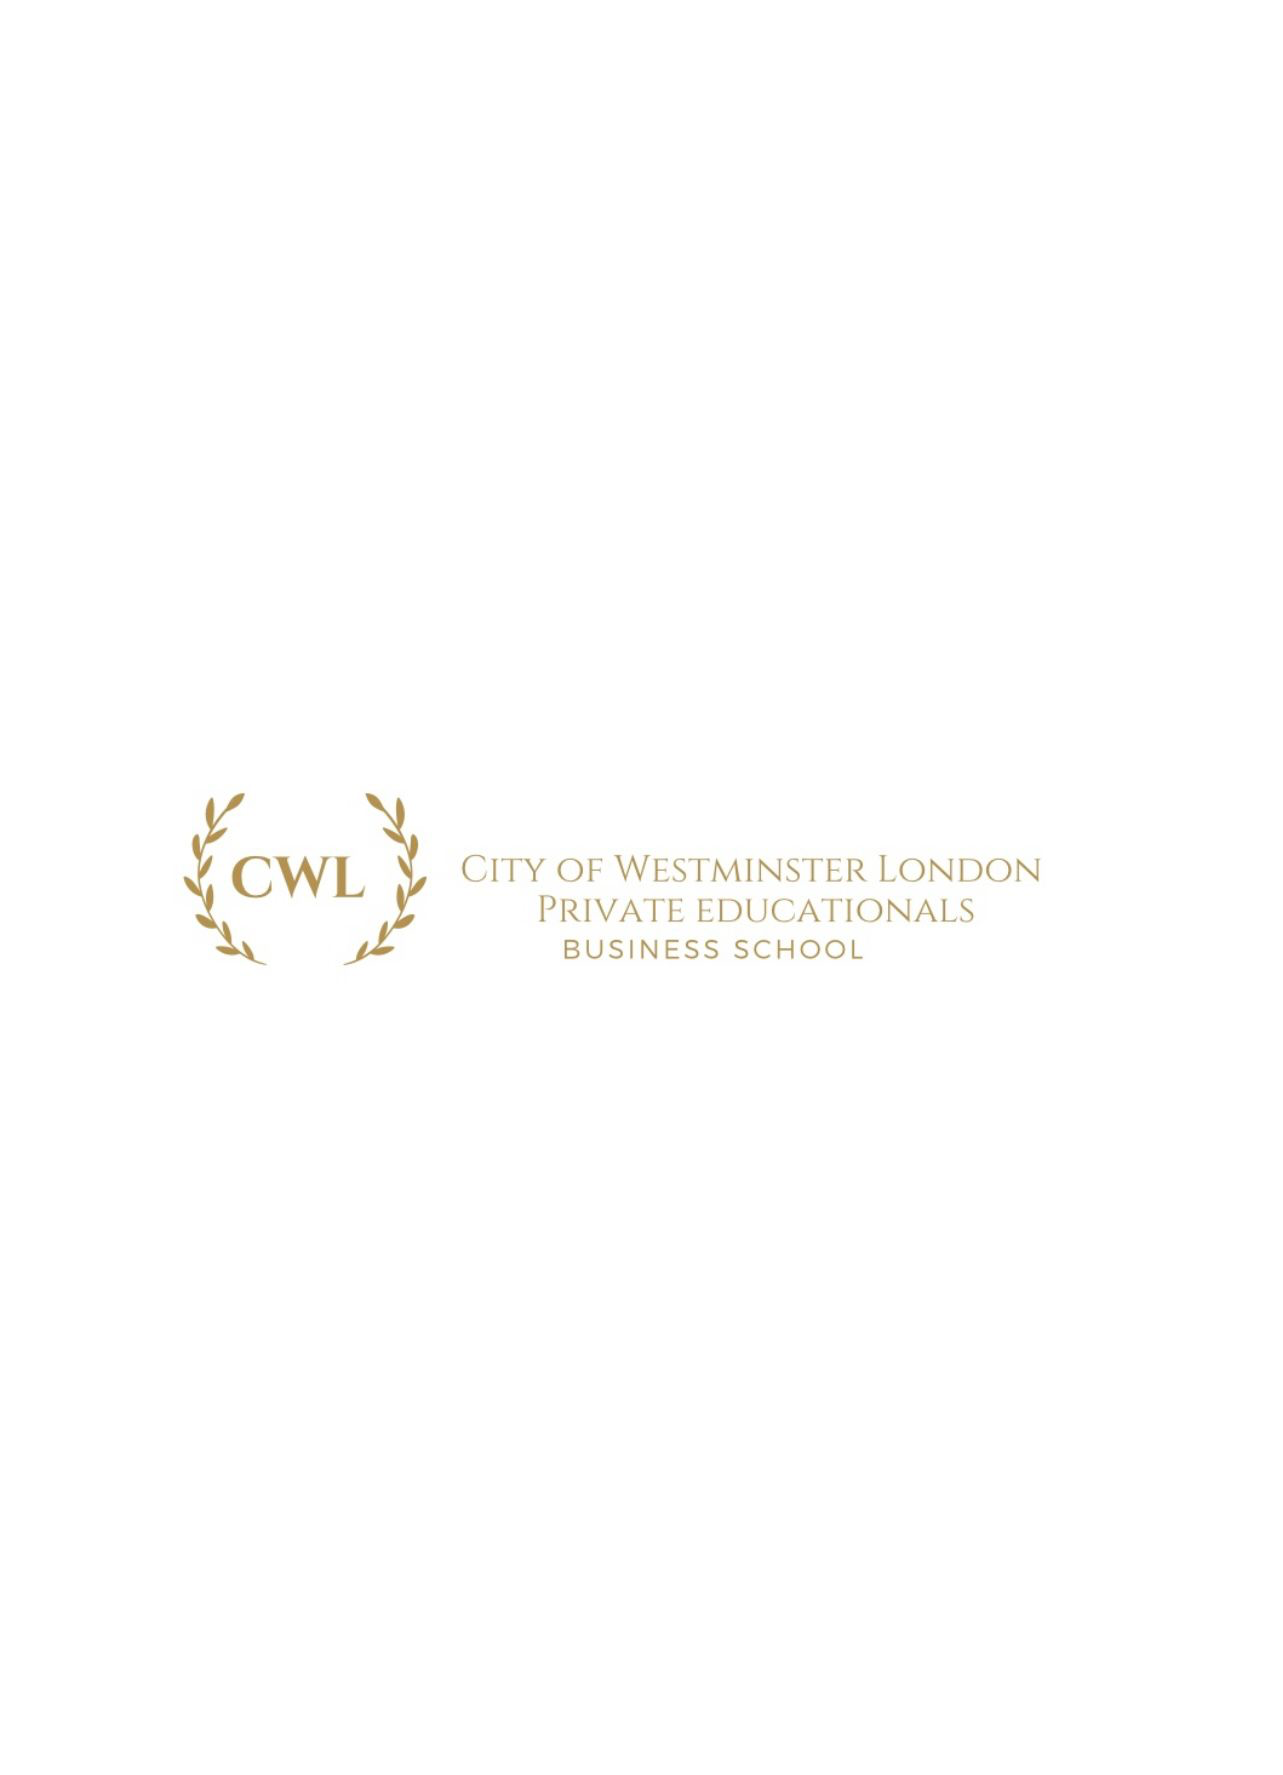 CWL
City of Westminster London
Private educationals
BUSINESS SCHOOL